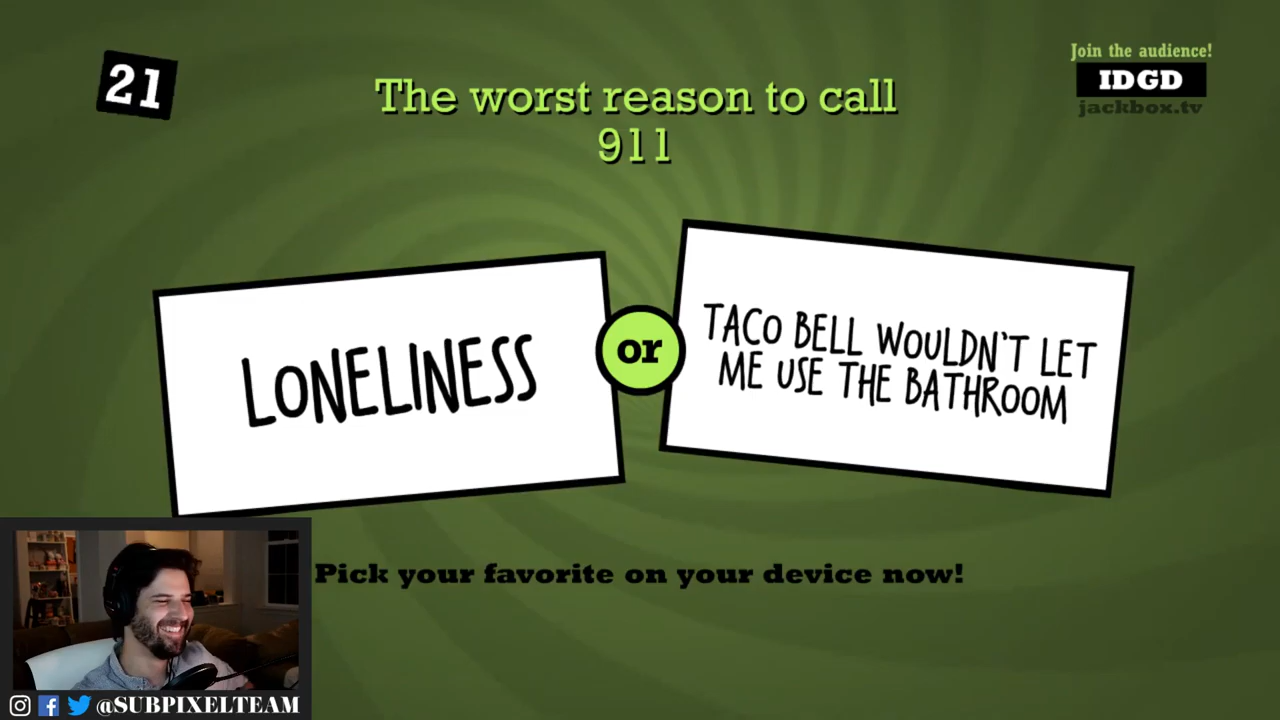 21
The worst reason to call
911
Join the audience!
IDGD
jackbox.tv
LONELINESS
or
TACO BELL WOULDN'T LET
ME USE THE BATHROOM
Pick your favorite on your device now!
@SUBPIXELTEAM